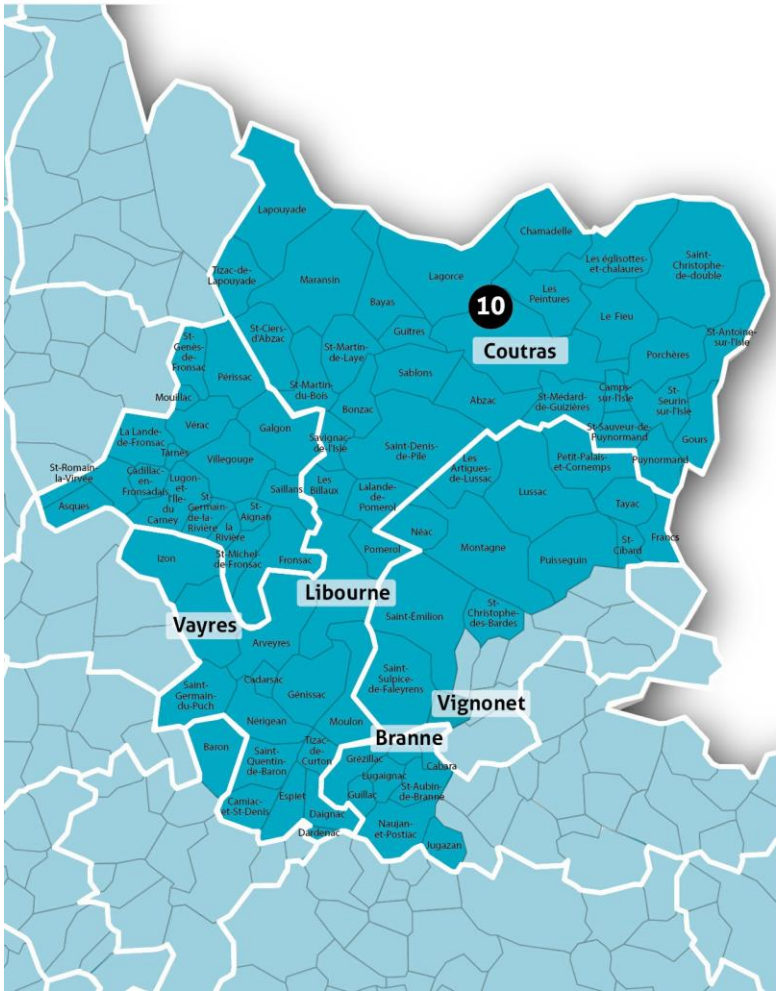 Lapouyade
Chamadelle
Les églisottes-
et-chalaures
Saint-
Christophe-
de-double
Tizac-de-
Lapouyade
Maransin
Lagorce
Bayas
10
Les
Peintures
Le Fieu
St-Antoine-
sur-l'Isle
St-Ciers-
d'Abzac
Guîtres
Coutras
St-Genès-
de-
Fronsac
St-Martin-
de-Laye
Porchères
Périssac
Sablons
St-Martin-
du-Bois
Abzac
St-Médard-
de-Guizières
Camps-
sur-l'Isle
St-
Seurin-
sur-l'Isle
Mouillac
Bonzac
Vérac
Galgon
Savignac-
de-l'Isle
St-Sauveur-de-
Puynormand
La Lande-
de-Fronsac
Tarnès
Saint-Denis-
de-Pile
Gours
Villegouge
Les
Artigues-
de-Lussac
Petit-Palais-
et-Cornemps
Puynormand
St-Romain-
la-Virvée
Cadillac-
en-
Fronsadais
Lugon-
et-l'Ile-
du
Carney
Saillans
Les
Billaux
Lalande-
de-
Pomerol
Lussac
Asques
St-
Germain-
de-la-
Rivière
St-
Aignan
la
Rivière
Tayac
Néac
St-Michel-
de-Fronsac
Fronsac
Pomerol
Montagne
Puisseguin
St-
Cibard
Francs
Izon
Libourne
St-
Christophe-
des-Bardes
Saint-Émilion
Vayres
Arveyres
Saint-
Sulpice-
de-Faleyrens
Cadarsac
Saint-
Germain-
du-Puch
Génissac
Vignonet
Nérigean
Moulon
Branne
Baron
Saint-
Quentin-
de-Baron
Tizac-
de-
Curton
Grézillac
Cabara
Lugaignac
St-Aubin-
de-Branne
Guillac
Camiac-
et-St-Denis
Espiet
Daignac
Naujan-
et-Postiac
Dardenac
Jugazan